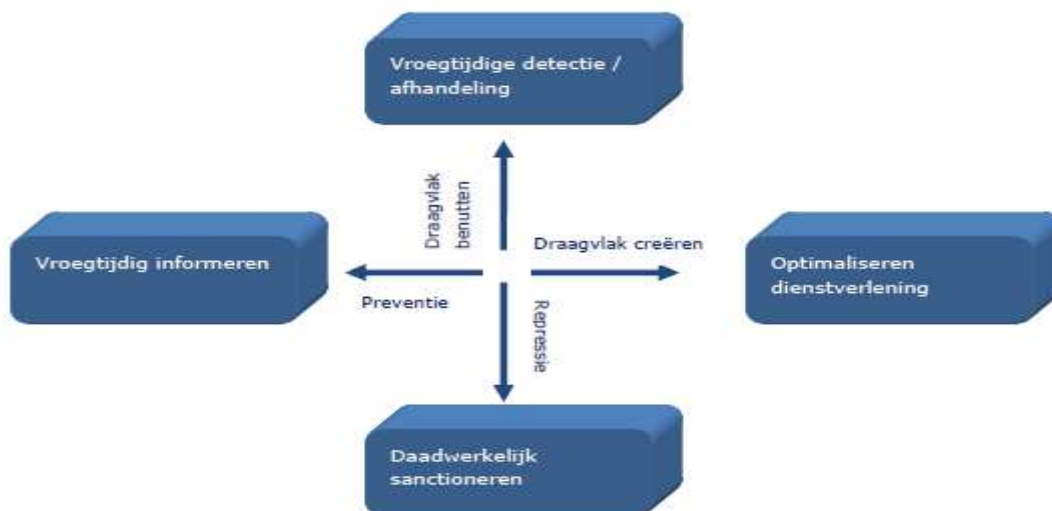 Vroegtijdige detectie /
afhandeling
Draagvlak
benutten
Draagvlak creëren
Vroegtijdig informeren
Optimaliseren
dienstverlening
Preventie
Repressie
Daadwerkelijk
sanctioneren